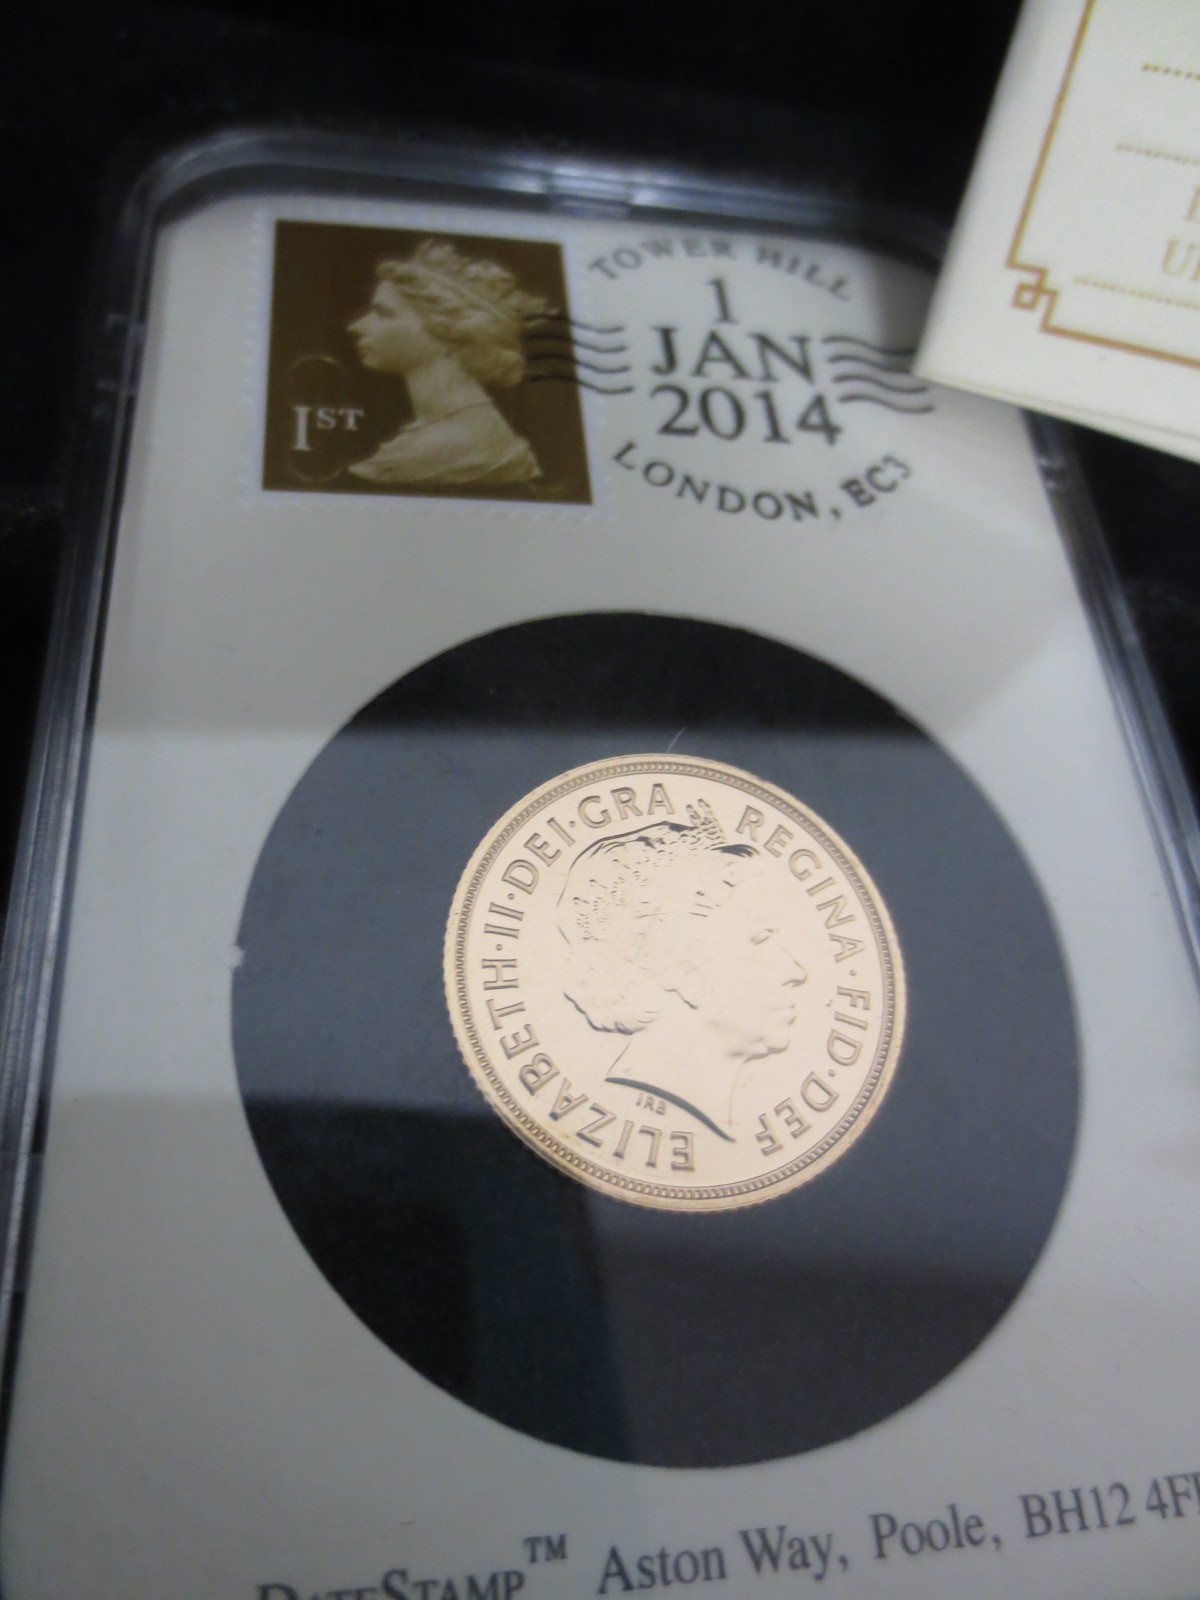 1ST
TOWER HILL
1
JAN
2014
LONDON, EC3
ELIZABETH·II·DEI·GRA REGINA·FID·DEF
IRB
DATESTAMP™ Aston Way, Poole, BH12